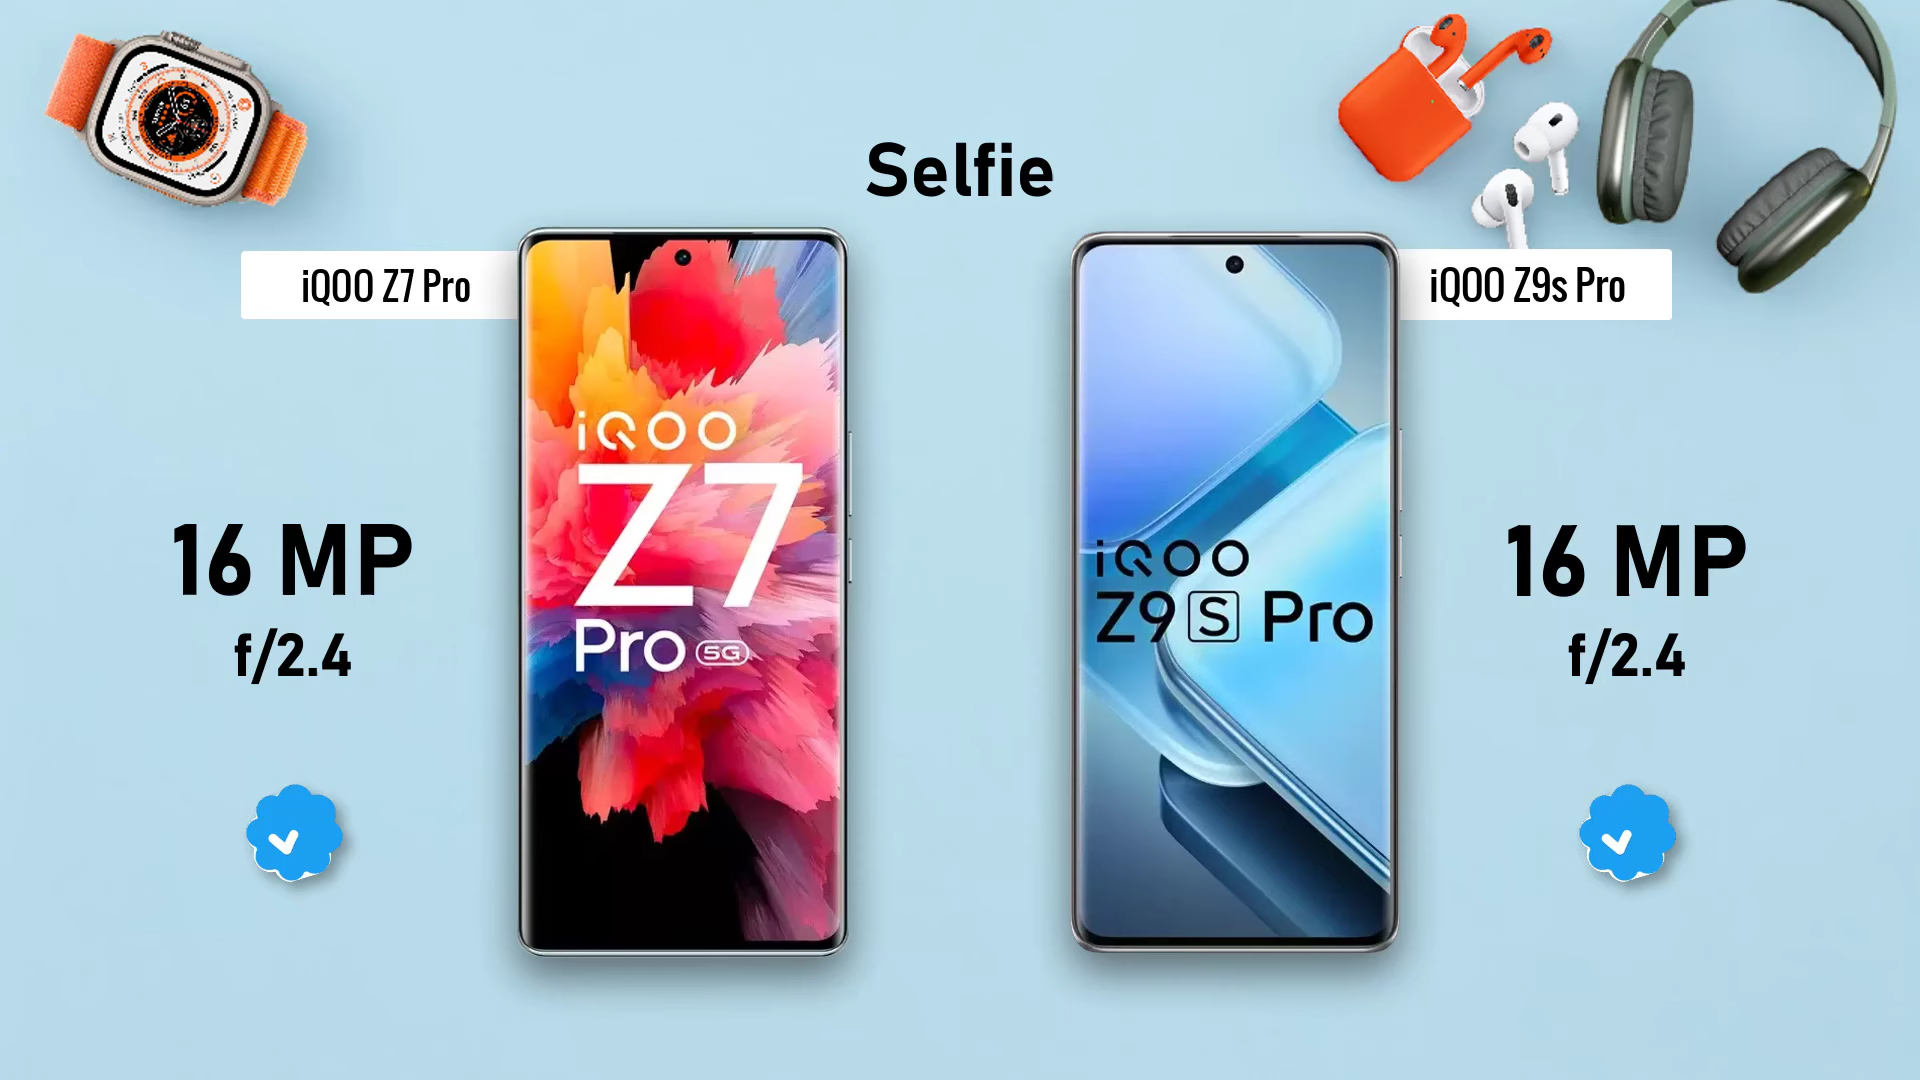 Selfie
iQOO Z7 Pro
iQOO Z9s Pro
iQOO
Z7
Pro 5G
iQOO
Z9 S Pro
16 MP
f/2.4
16 MP
f/2.4